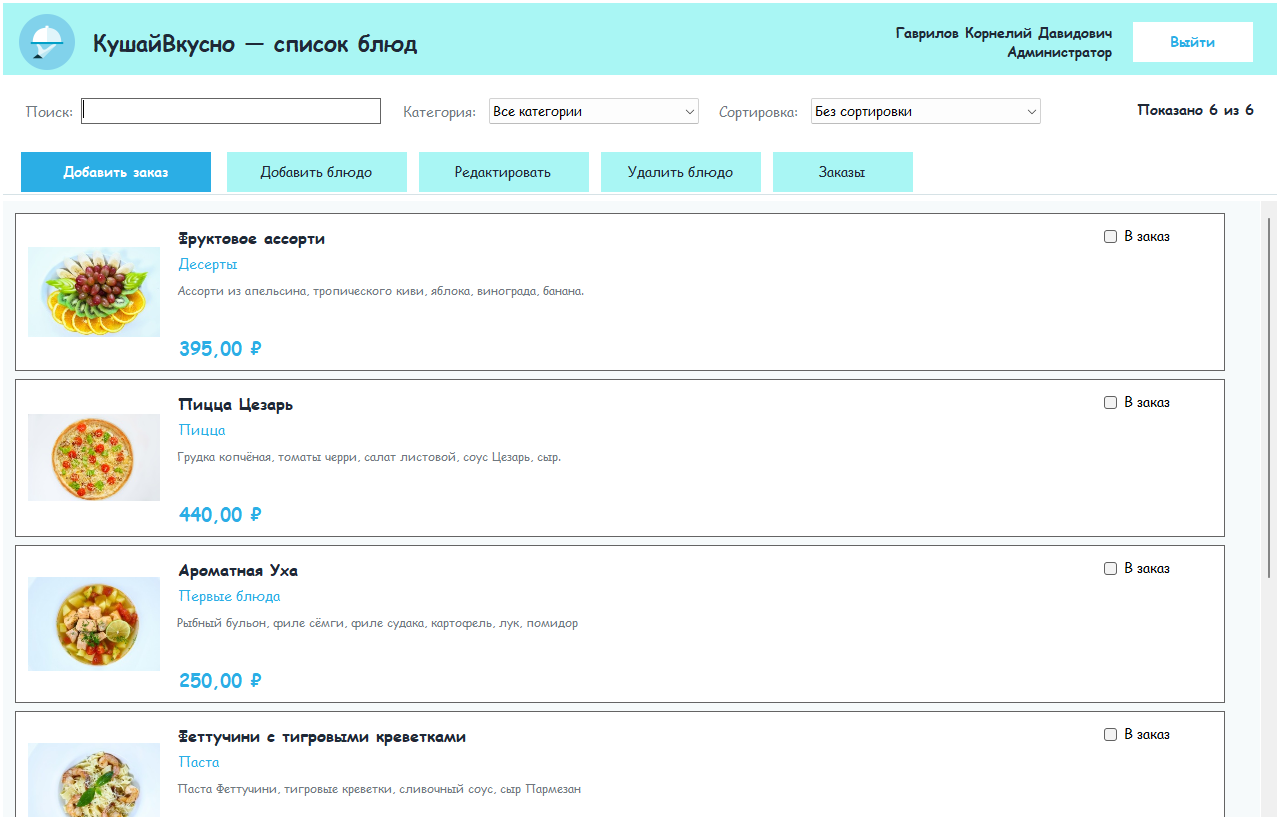 КушайВкусно — список блюд
Гаврилов Корнелий Давидович
Администратор
Выйти
Поиск:
Категория: Все категории
Сортировка: Без сортировки
Показано 6 из 6
Добавить заказ
Добавить блюдо
Редактировать
Удалить блюдо
Заказы
Фруктовое ассорти
В заказ
Десерты
Ассорти из апельсина, тропического киви, яблока, винограда, банана.
395,00 ₽
Пицца Цезарь
В заказ
Пицца
Грудка копчёная, томаты черри, салат листовой, соус Цезарь, сыр.
440,00 ₽
Ароматная Уха
В заказ
Первые блюда
Рыбный бульон, филе сёмги, филе судака, картофель, лук, помидор
250,00 ₽
Феттучини с тигровыми креветками
В заказ
Паста
Паста Феттучини, тигровые креветки, сливочный соус, сыр Пармезан